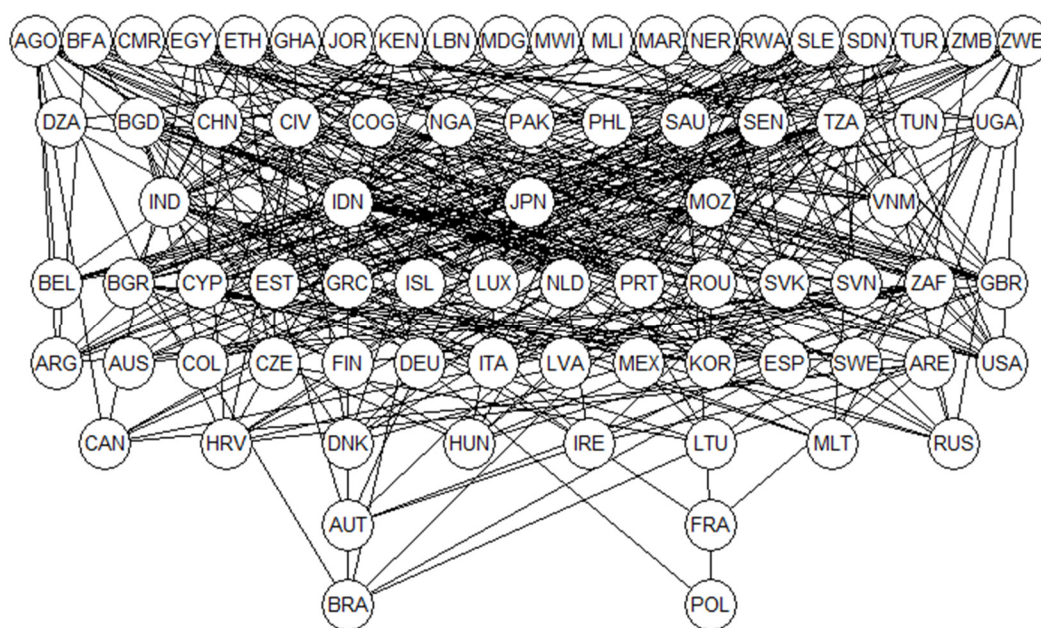 AGO BFA CMR EGY ETH GHA JOR KEN LBN MDG MWI MLI MAR NER RWA SLE SDN TUR ZMB ZWE
DZA BGD CHN CIV COG NGA PAK PHL SAU SEN TZA TUN UGA
IND IDN JPN MOZ VNM
BEL BGR CYP EST GRC ISL LUX NLD PRT ROU SVK SVN ZAF GBR
ARG AUS COL CZE FIN DEU ITA LVA MEX KOR ESP SWE ARE USA
CAN HRV DNK HUN IRE LTU MLT RUS
AUT FRA
BRA POL